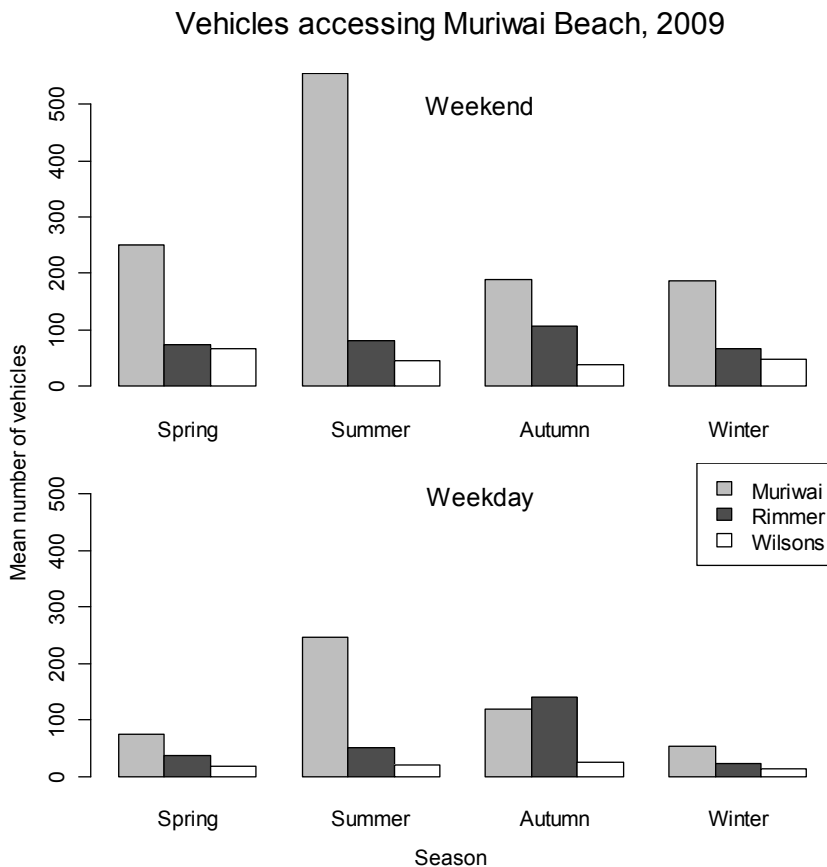 Vehicles accessing Muriwai Beach, 2009
Weekend
500
400
300
200
100
0
Spring Summer Autumn Winter
Mean number of vehicles
Weekday
500
400
300
200
100
0
Muriwai
Rimmer
Wilsons
Spring Summer Autumn Winter
Season